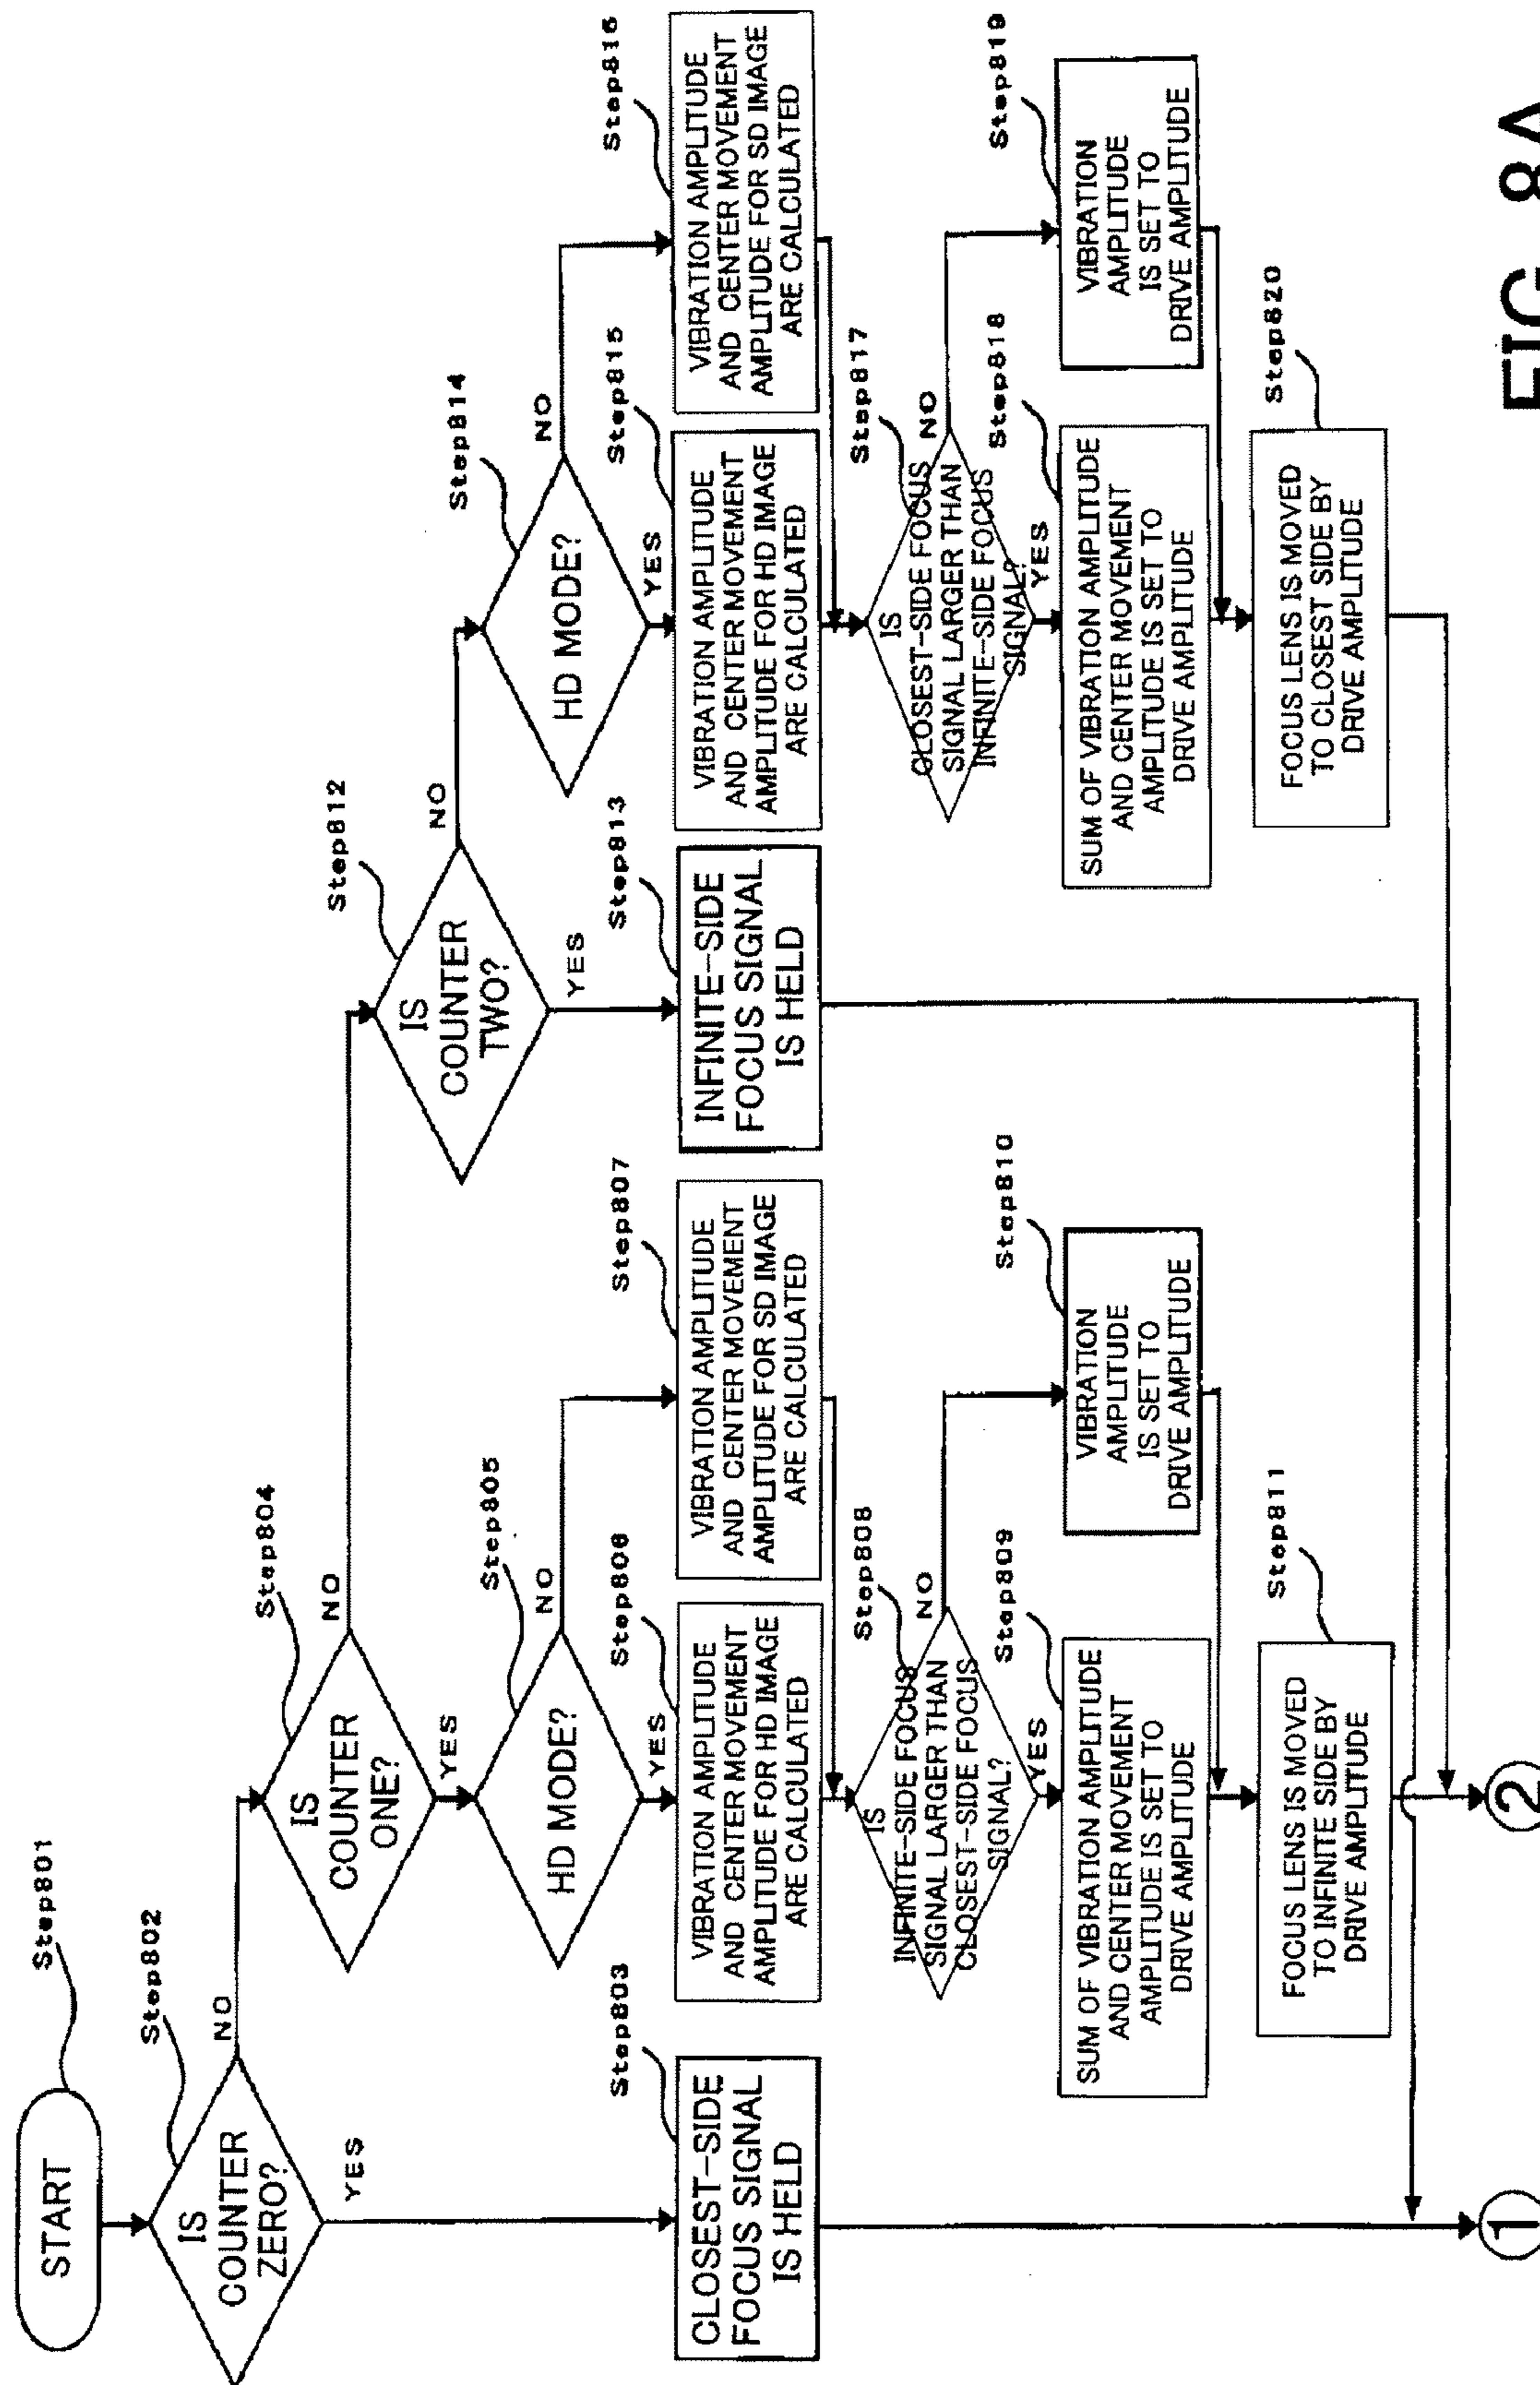 START
Step801
IS
COUNTER
ZERO?
Step802
NO
YES
CLOSEST-SIDE
FOCUS SIGNAL
IS HELD
Step803
IS
COUNTER
ONE?
Step804
NO
YES
HD MODE?
Step805
NO
YES
VIBRATION AMPLITUDE
AND CENTER MOVEMENT
AMPLITUDE FOR HD IMAGE
ARE CALCULATED
Step806
VIBRATION AMPLITUDE
AND CENTER MOVEMENT
AMPLITUDE FOR SD IMAGE
ARE CALCULATED
Step807
IS
INFINITE-SIDE FOCUS
SIGNAL LARGER THAN
CLOSEST-SIDE FOCUS
SIGNAL?
Step808
NO
YES
SUM OF VIBRATION AMPLITUDE
AND CENTER MOVEMENT
AMPLITUDE IS SET TO
DRIVE AMPLITUDE
Step809
VIBRATION
AMPLITUDE
IS SET TO
DRIVE AMPLITUDE
Step810
FOCUS LENS IS MOVED
TO INFINITE SIDE BY
DRIVE AMPLITUDE
Step811
IS
COUNTER
TWO?
Step812
NO
YES
INFINITE-SIDE
FOCUS SIGNAL
IS HELD
Step813
HD MODE?
Step814
NO
YES
VIBRATION AMPLITUDE
AND CENTER MOVEMENT
AMPLITUDE FOR HD IMAGE
ARE CALCULATED
Step815
VIBRATION AMPLITUDE
AND CENTER MOVEMENT
AMPLITUDE FOR SD IMAGE
ARE CALCULATED
Step816
IS
CLOSEST-SIDE FOCUS
SIGNAL LARGER THAN
INFINITE-SIDE FOCUS
SIGNAL?
Step817
NO
YES
SUM OF VIBRATION AMPLITUDE
AND CENTER MOVEMENT
AMPLITUDE IS SET TO
DRIVE AMPLITUDE
Step818
VIBRATION
AMPLITUDE
IS SET TO
DRIVE AMPLITUDE
Step819
FOCUS LENS IS MOVED
TO CLOSEST SIDE BY
DRIVE AMPLITUDE
Step820
1
2
FIG. 8A